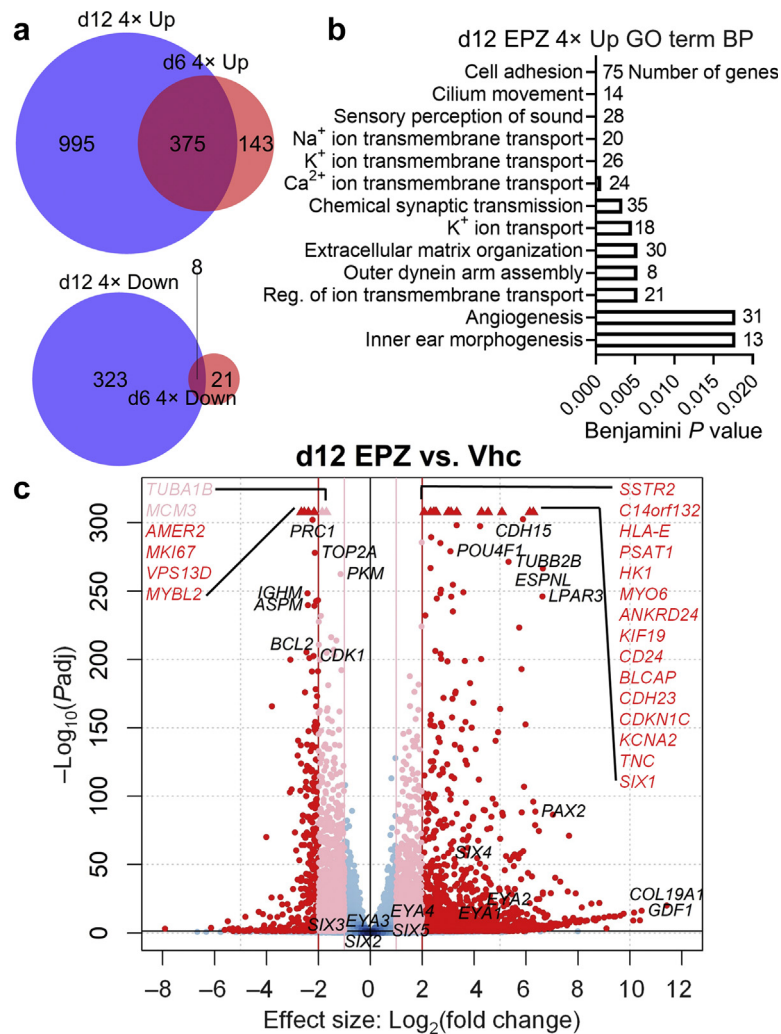 a
d12 4× Up
d6 4× Up
995
375
143
8
d12 4× Down
323
21
d6 4× Down
b
d12 EPZ 4× Up GO term BP
Cell adhesion 75 Number of genes
Cilium movement 14
Sensory perception of sound 28
Na⁺ ion transmembrane transport 20
K⁺ ion transmembrane transport 26
Ca²⁺ ion transmembrane transport 24
Chemical synaptic transmission 35
K⁺ ion transport 18
Extracellular matrix organization 30
Outer dynein arm assembly 8
Reg. of ion transmembrane transport 21
Angiogenesis 31
Inner ear morphogenesis 13
0.000 0.005 0.010 0.015 0.020
Benjamini P value
d12 EPZ vs. Vhc
c
TUBA1B
MCM3
AMER2
MKI67
VPS13D
MYBL2
PRC1
TOP2A
PKM
IGHM
ASPM
BCL2
CDK1
CDH15
POU4F1
TUBB2B
ESPNL
LPAR3
SSTR2
C14orf132
HLA-E
PSAT1
HK1
MYO6
ANKRD24
KIF19
CD24
BLCAP
CDH23
CDKN1C
KCNA2
TNC
SIX1
PAX2
SIX4
EYA2
EYA1
COL19A1
GDF1
SIX3
EYA3
SIX2
EYA4
SIX5
300
250
200
150
100
50
0
–Log₁₀(Padj)
−8 −6 −4 −2 0 2 4 6 8 10 12
Effect size: Log₂(fold change)